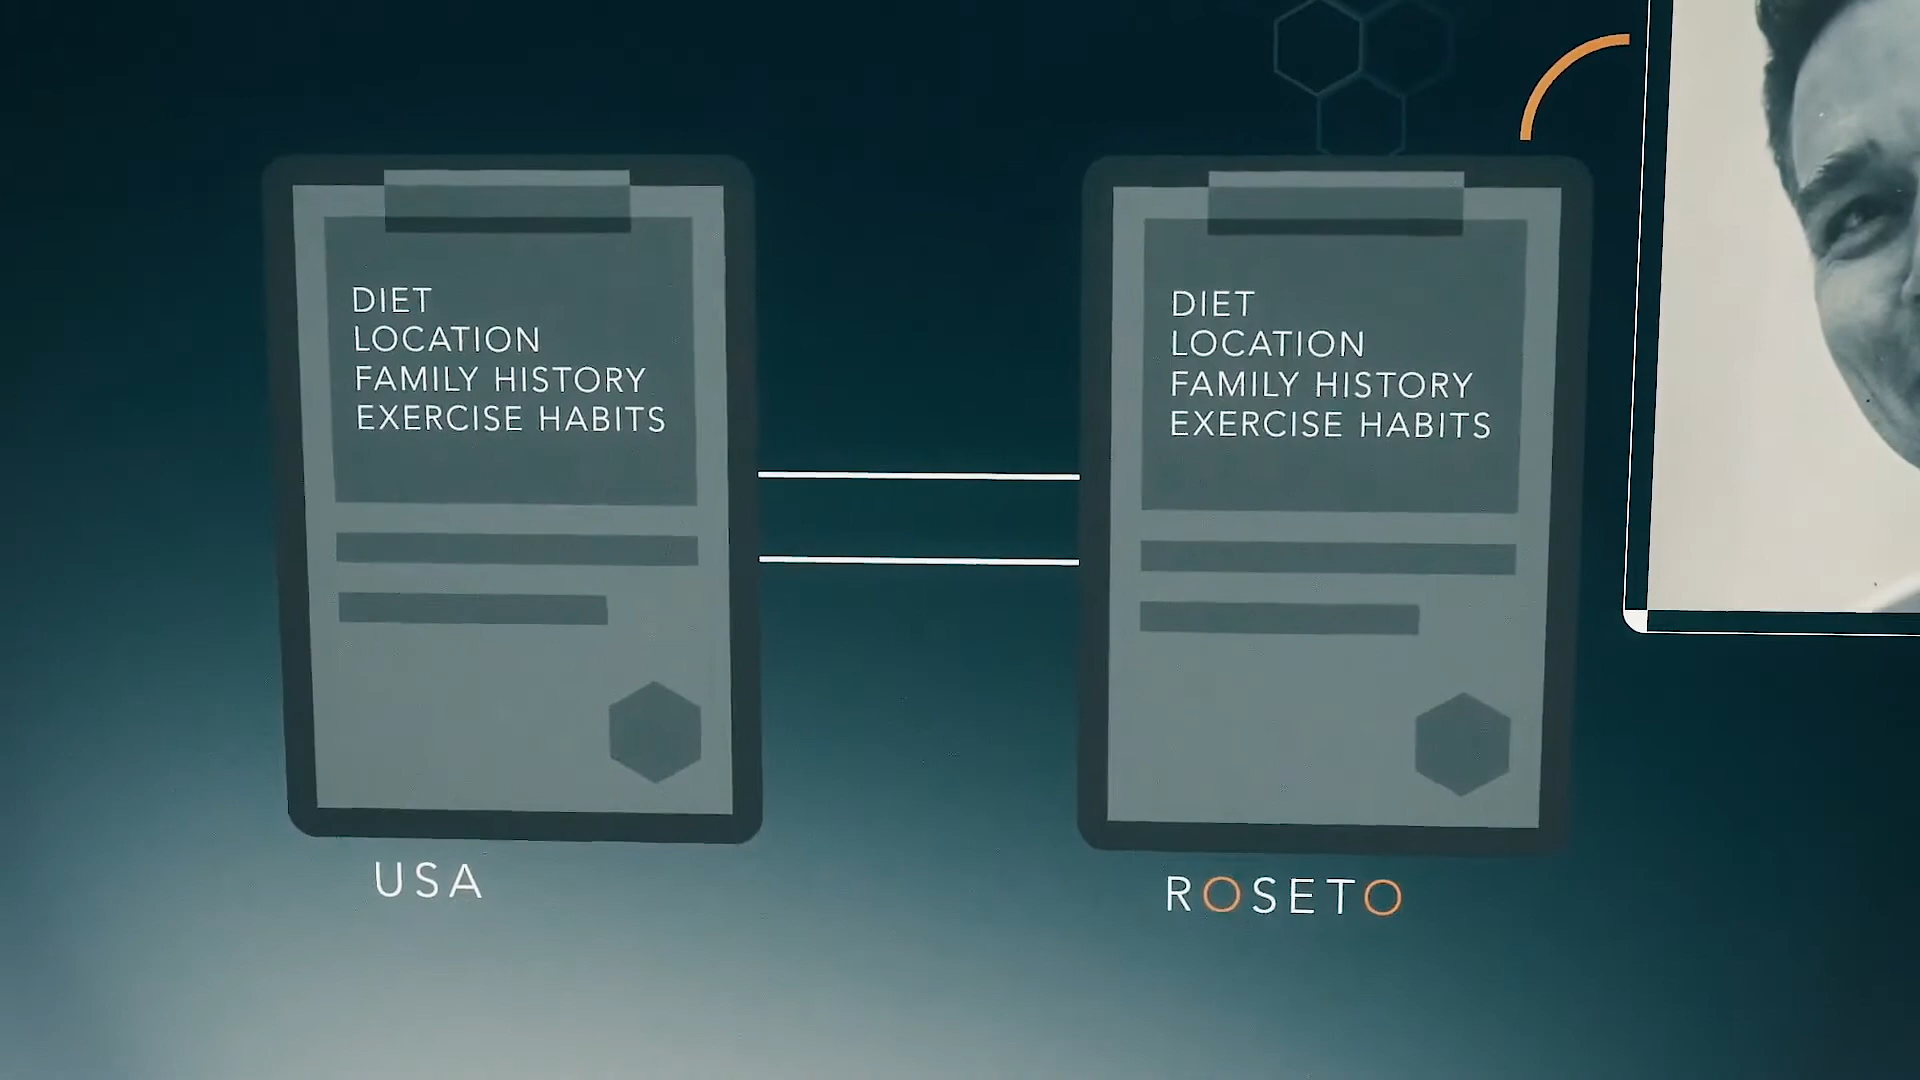 DIET
LOCATION
FAMILY HISTORY
EXERCISE HABITS
USA
DIET
LOCATION
FAMILY HISTORY
EXERCISE HABITS
ROSETO